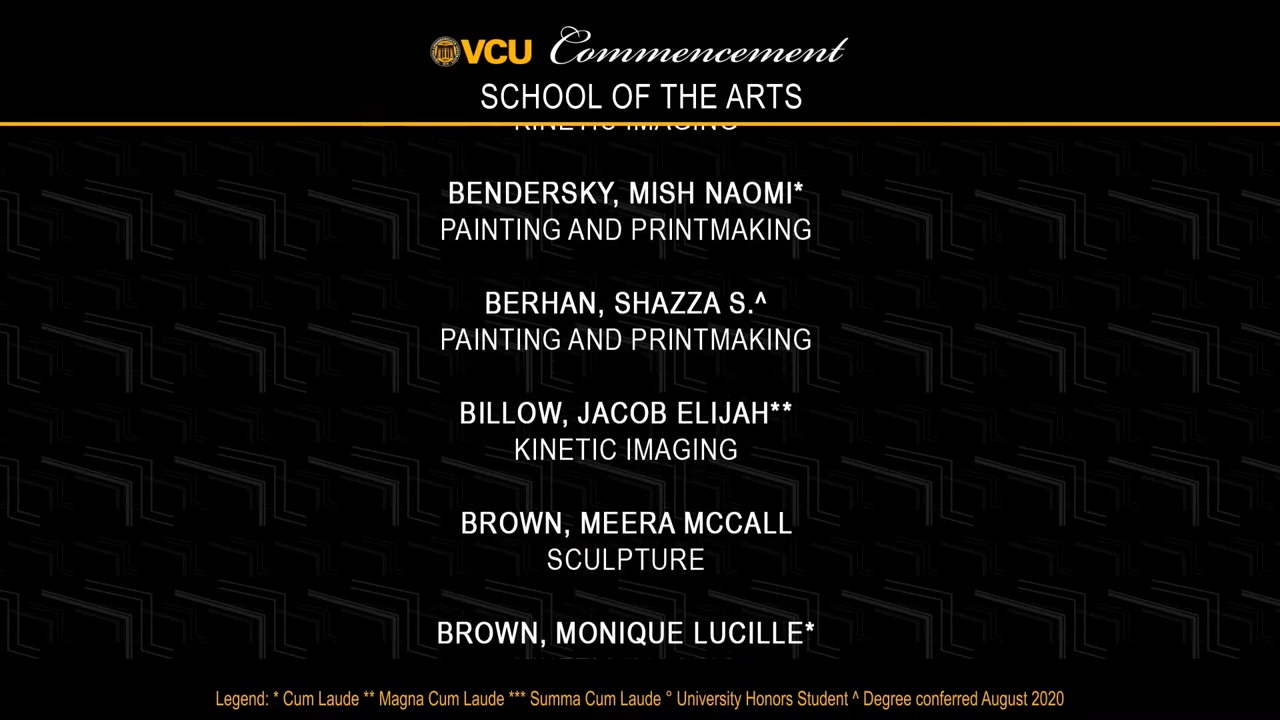 VCU Commencement
SCHOOL OF THE ARTS
KINETIC IMAGING
BENDERSKY, MISH NAOMI*
PAINTING AND PRINTMAKING
BERHAN, SHAZZA S.^
PAINTING AND PRINTMAKING
BILLOW, JACOB ELIJAH**
KINETIC IMAGING
BROWN, MEERA MCCALL
SCULPTURE
BROWN, MONIQUE LUCILLE*
Legend: * Cum Laude ** Magna Cum Laude *** Summa Cum Laude ° University Honors Student ^ Degree conferred August 2020